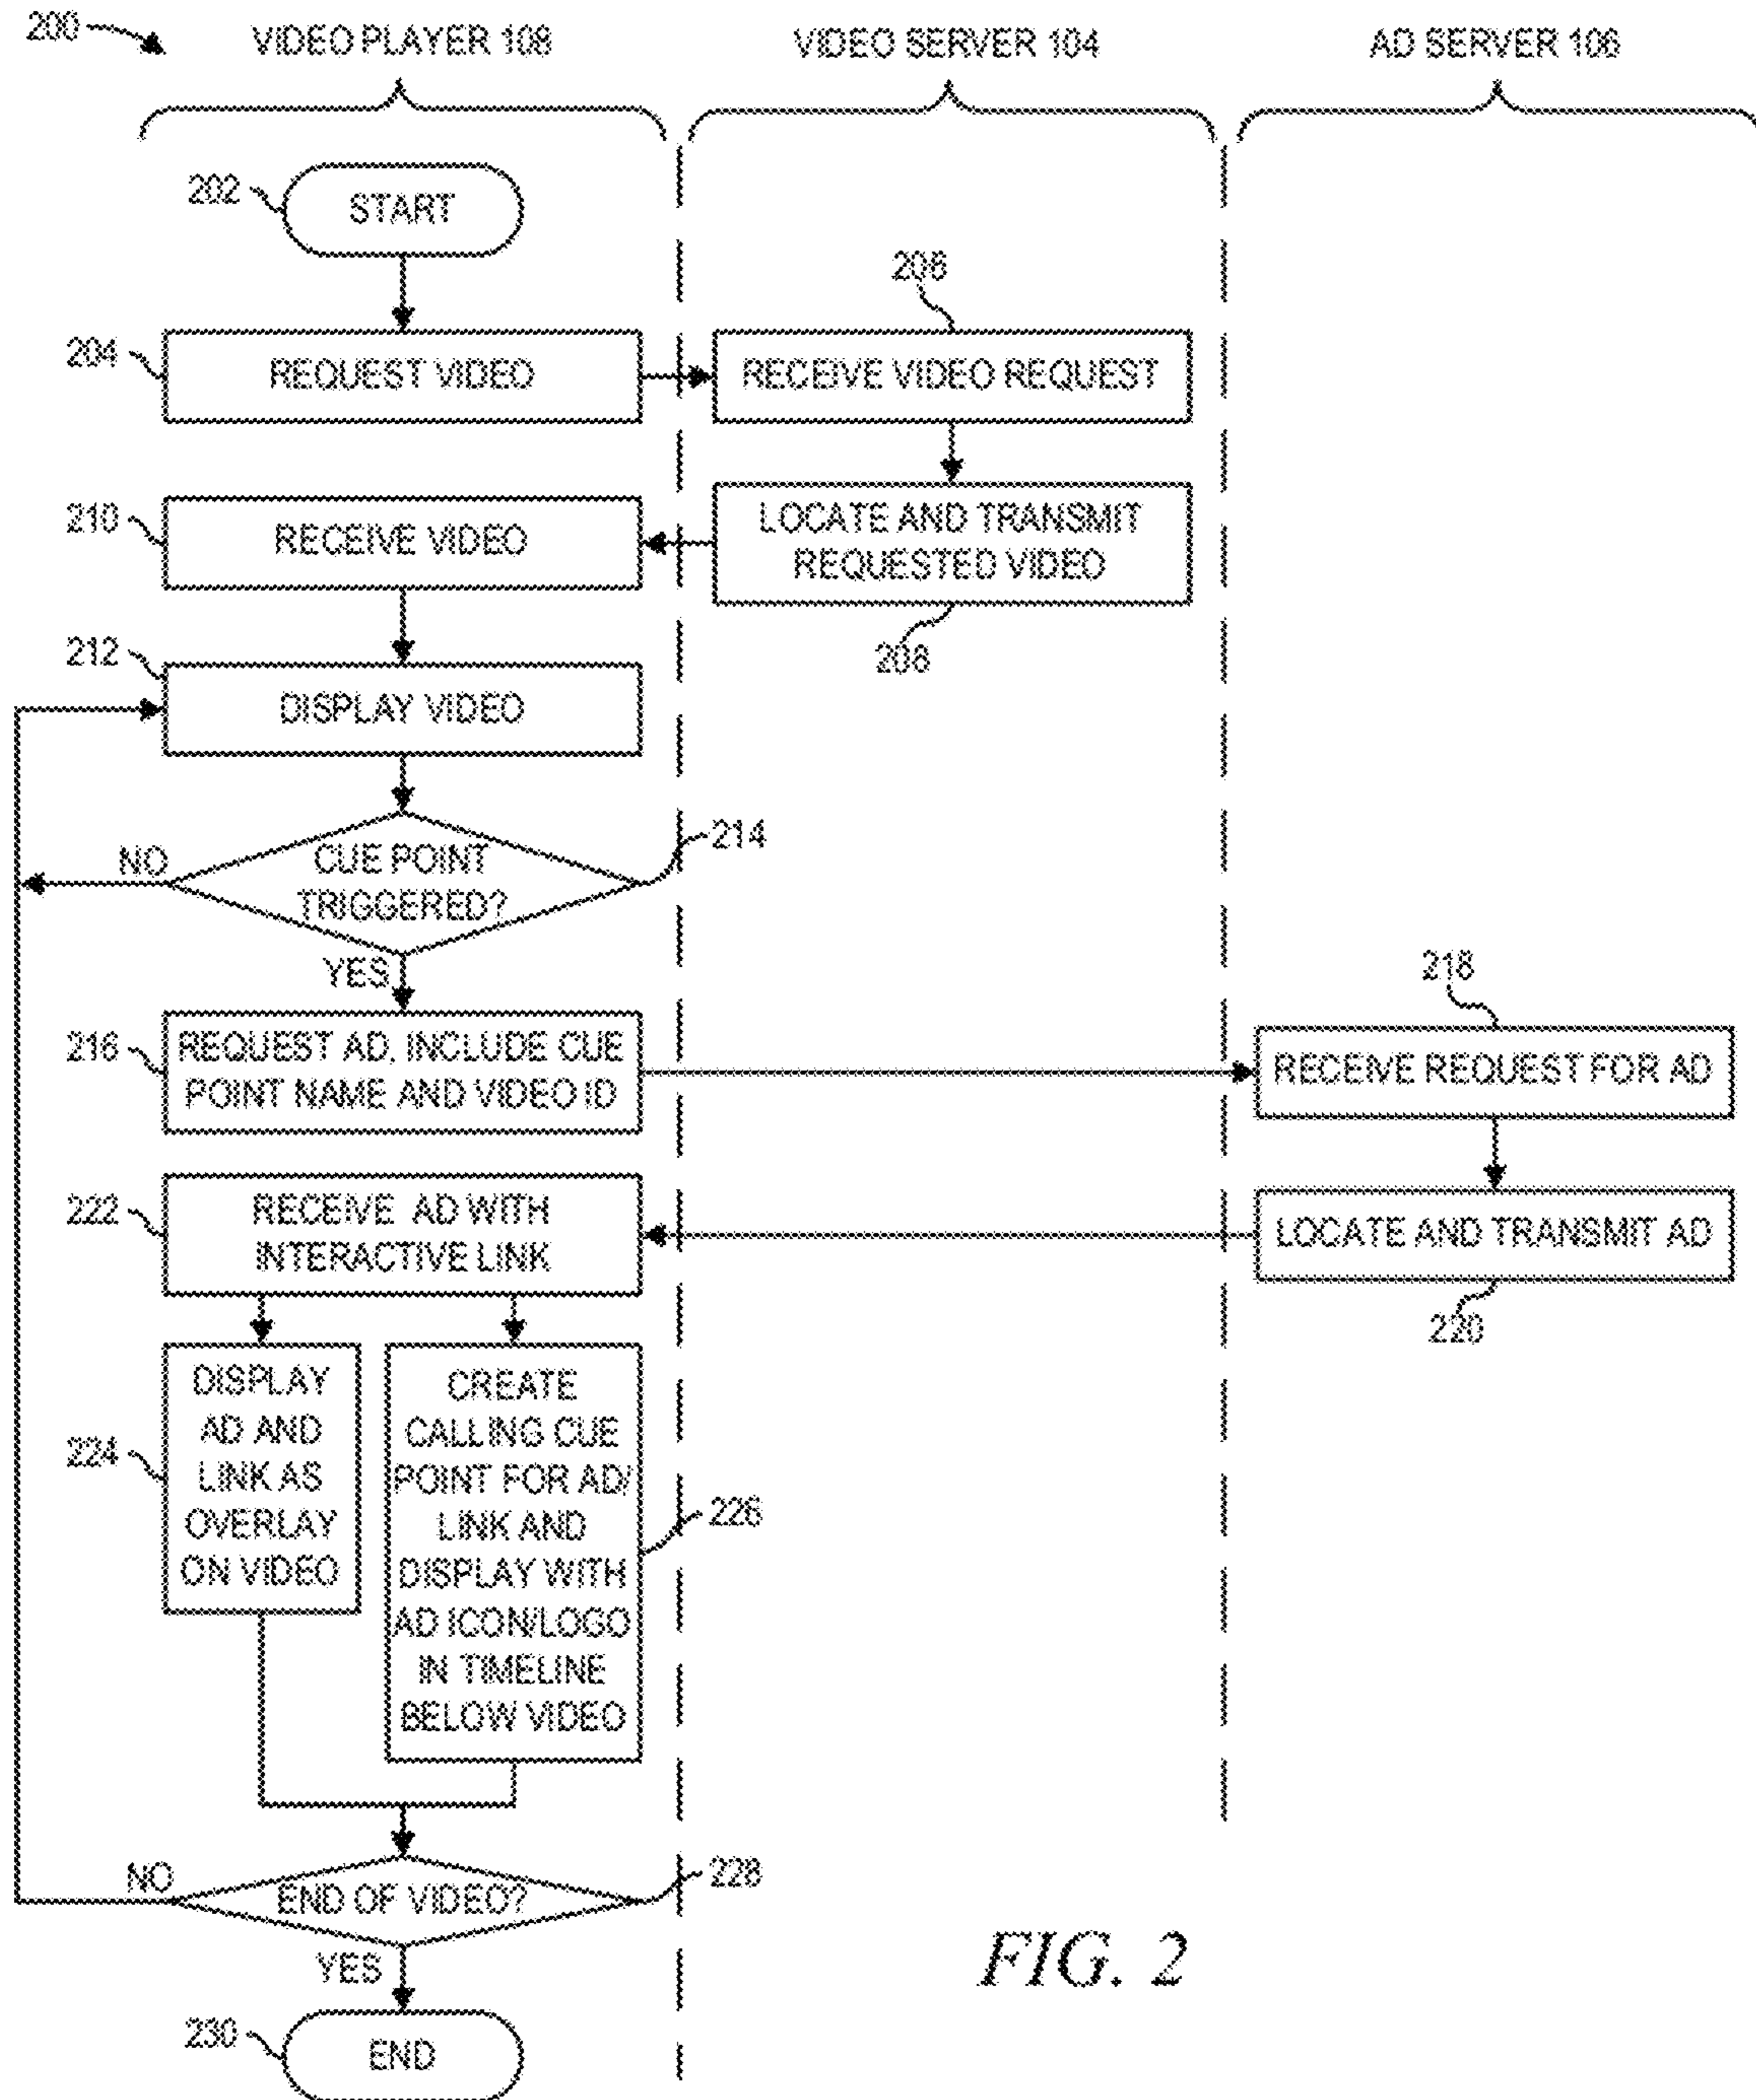 200
VIDEO PLAYER 108
VIDEO SERVER 104
AD SERVER 106
202
START
204
REQUEST VIDEO
206
RECEIVE VIDEO REQUEST
210
RECEIVE VIDEO
LOCATE AND TRANSMIT
REQUESTED VIDEO
208
212
DISPLAY VIDEO
NO
CUE POINT
TRIGGERED?
214
YES
216
REQUEST AD, INCLUDE CUE
POINT NAME AND VIDEO ID
218
RECEIVE REQUEST FOR AD
222
RECEIVE AD WITH
INTERACTIVE LINK
LOCATE AND TRANSMIT AD
220
224
DISPLAY
AD AND
LINK AS
OVERLAY
ON VIDEO
CREATE
CALLING CUE
POINT FOR AD/
LINK AND
DISPLAY WITH
AD ICON/LOGO
IN TIMELINE
BELOW VIDEO
226
NO
END OF VIDEO?
228
YES
230
END
FIG. 2